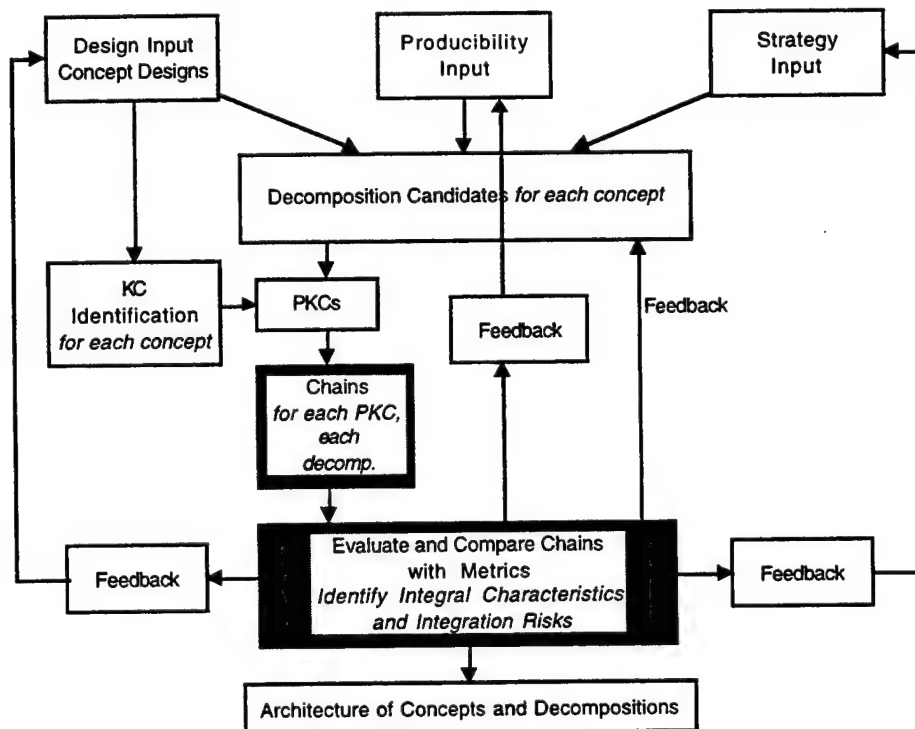 Design Input
Concept Designs
Producibility
Input
Strategy
Input
Decomposition Candidates for each concept
KC
Identification
for each concept
PKCs
Feedback
Feedback
Chains
for each PKC,
each
decomp.
Feedback
Evaluate and Compare Chains
with Metrics
Identify Integral Characteristics
and Integration Risks
Feedback
Architecture of Concepts and Decompositions